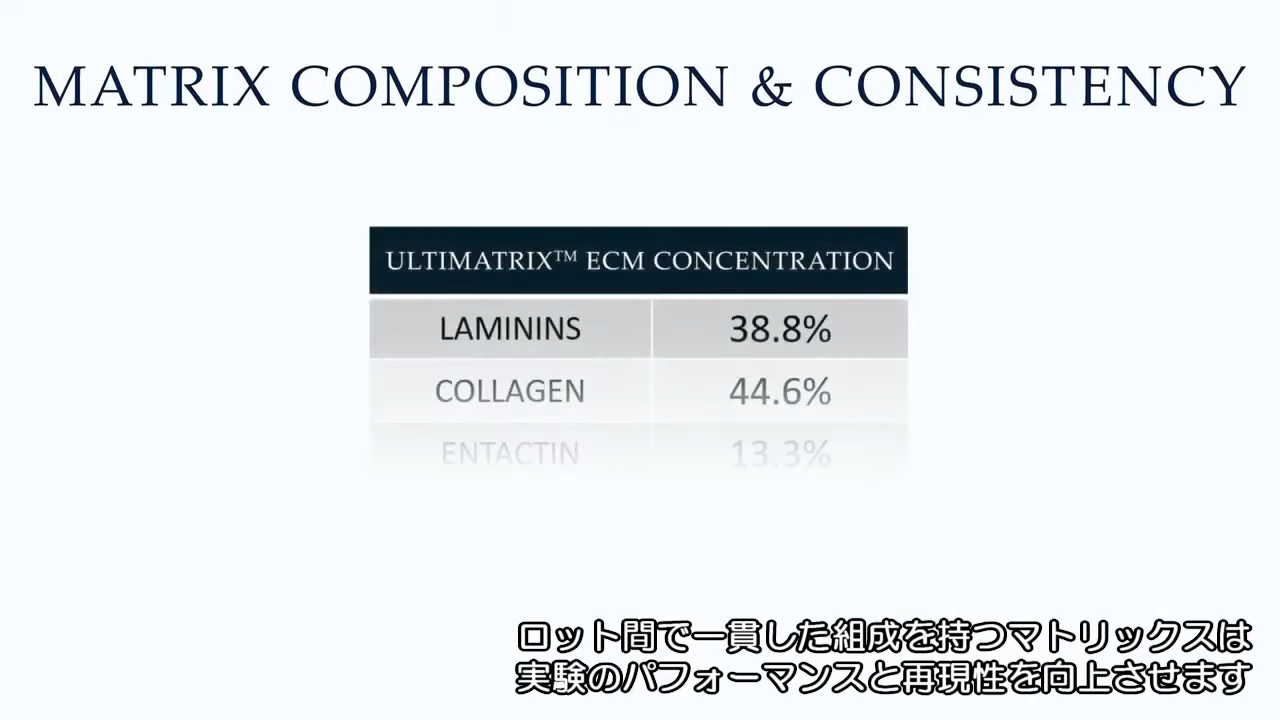 MATRIX COMPOSITION & CONSISTENCY
ULTIMATRIX™ ECM CONCENTRATION
LAMININS 38.8%
COLLAGEN 44.6%
ENTACTIN 13.3%
ロット間で一貫した組成を持つマトリックスは
実験のパフォーマンスと再現性を向上させます